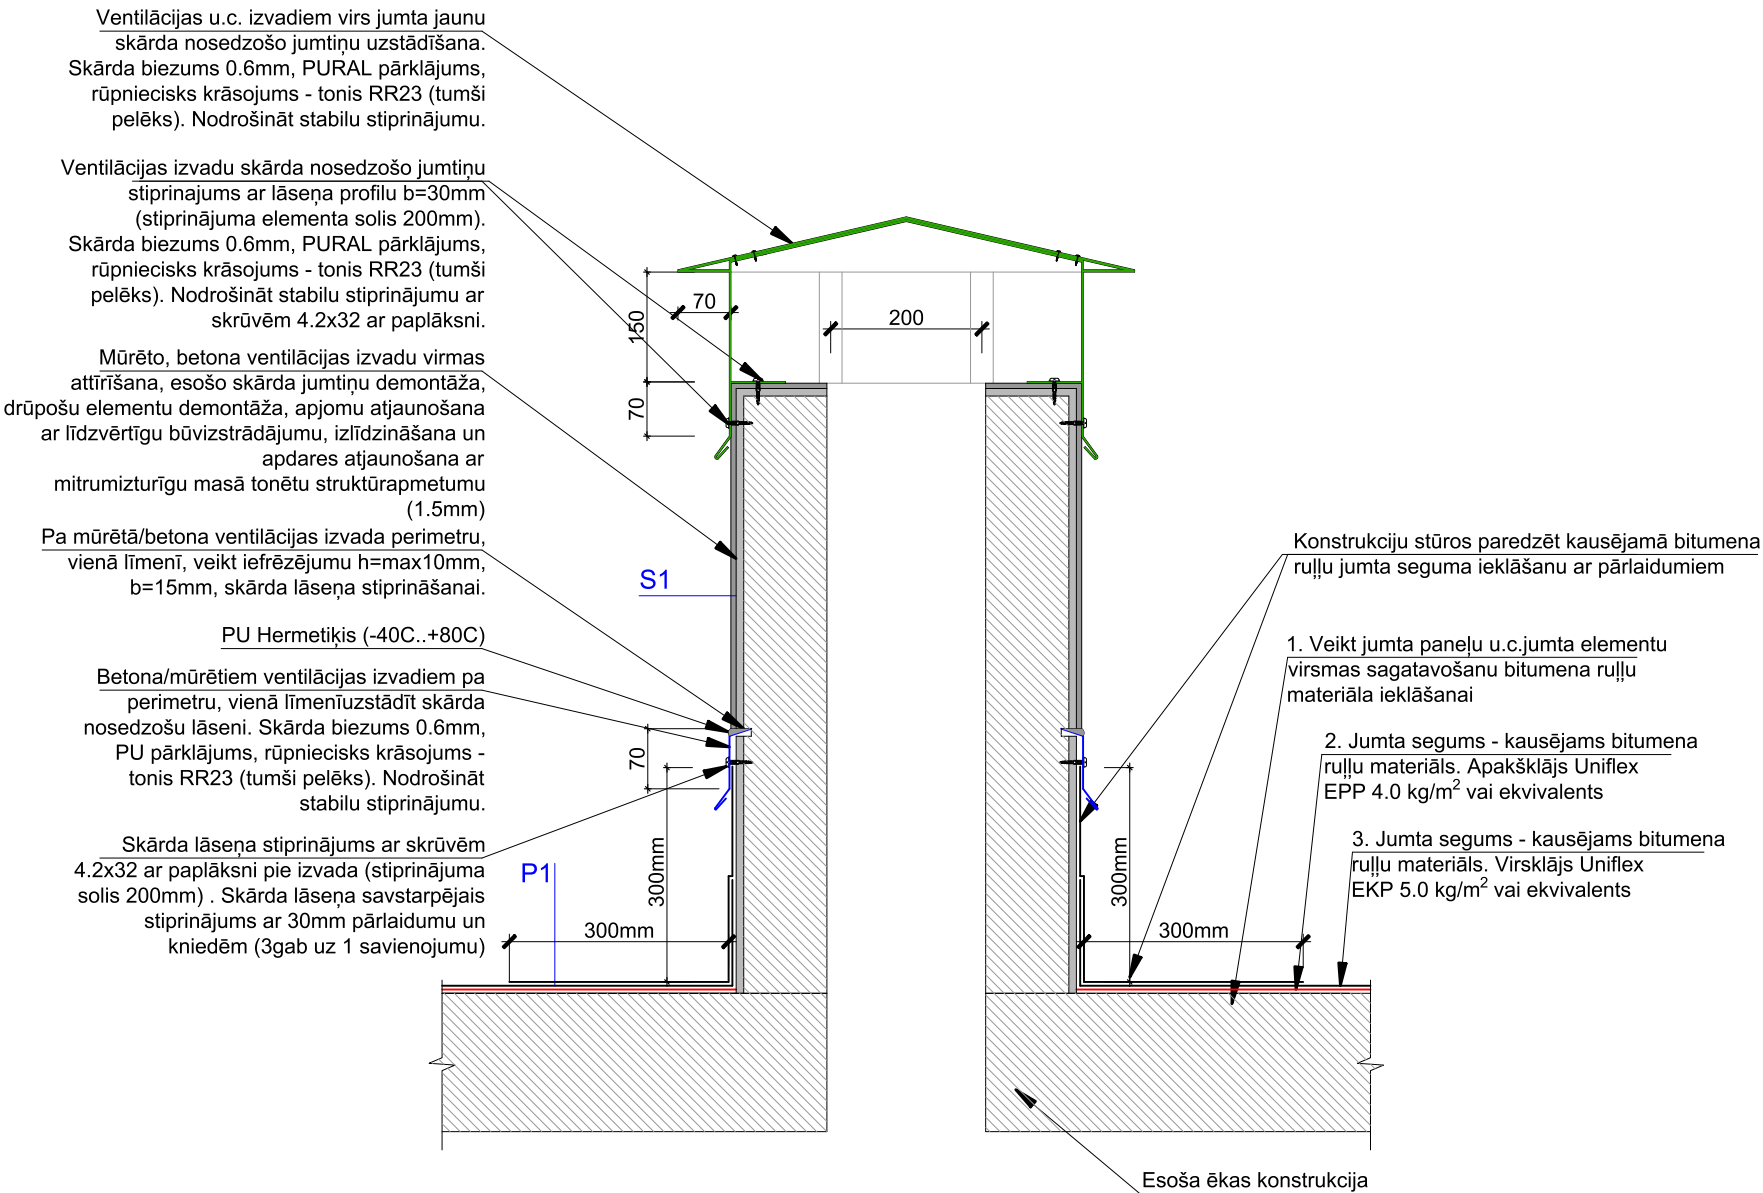 Ventilācijas u.c. izvadiem virs jumta jaunu
skārda nosedzošo jumtiņu uzstādīšana.
Skārda biezums 0.6mm, PURAL pārklājums,
rūpniecisks krāsojums - tonis RR23 (tumši
pelēks). Nodrošināt stabilu stiprinājumu.
Ventilācijas izvadu skārda nosedzošo jumtiņu
stiprinajums ar lāseņa profilu b=30mm
(stiprinājuma elementa solis 200mm).
Skārda biezums 0.6mm, PURAL pārklājums,
rūpniecisks krāsojums - tonis RR23 (tumši
pelēks). Nodrošināt stabilu stiprinājumu ar
skrūvēm 4.2x32 ar paplāksni.
Mūrēto, betona ventilācijas izvadu virmas
attīrīšana, esošo skārda jumtiņu demontāža,
drūpošu elementu demontāža, apjomu atjaunošana
ar līdzvērtīgu būvizstrādājumu, izlīdzināšana un
apdares atjaunošana ar
mitrumizturīgu masā tonētu struktūrapmetumu
(1.5mm)
Pa mūrētā/betona ventilācijas izvada perimetru,
vienā līmenī, veikt iefrēzējumu h=max10mm,
b=15mm, skārda lāseņa stiprināšanai.
PU Hermetiķis (-40C..+80C)
Betona/mūrētiem ventilācijas izvadiem pa
perimetru, vienā līmenīuzstādīt skārda
nosedzošu lāseni. Skārda biezums 0.6mm,
PU pārklājums, rūpniecisks krāsojums -
tonis RR23 (tumši pelēks). Nodrošināt
stabilu stiprinājumu.
Skārda lāseņa stiprinājums ar skrūvēm
4.2x32 ar paplāksni pie izvada (stiprinājuma
solis 200mm) . Skārda lāseņa savstarpējais
stiprinājums ar 30mm pārlaidumu un
kniedēm (3gab uz 1 savienojumu)
70
150
200
70
S1
70
300mm
P1
300mm
300mm
300mm
Konstrukciju stūros paredzēt kausējamā bitumena
ruļļu jumta seguma ieklāšanu ar pārlaidumiem
1. Veikt jumta paneļu u.c.jumta elementu
virsmas sagatavošanu bitumena ruļļu
materiāla ieklāšanai
2. Jumta segums - kausējams bitumena
ruļļu materiāls. Apakšklājs Uniflex
EPP 4.0 kg/m² vai ekvivalents
3. Jumta segums - kausējams bitumena
ruļļu materiāls. Virsklājs Uniflex
EKP 5.0 kg/m² vai ekvivalents
Esoša ēkas konstrukcija